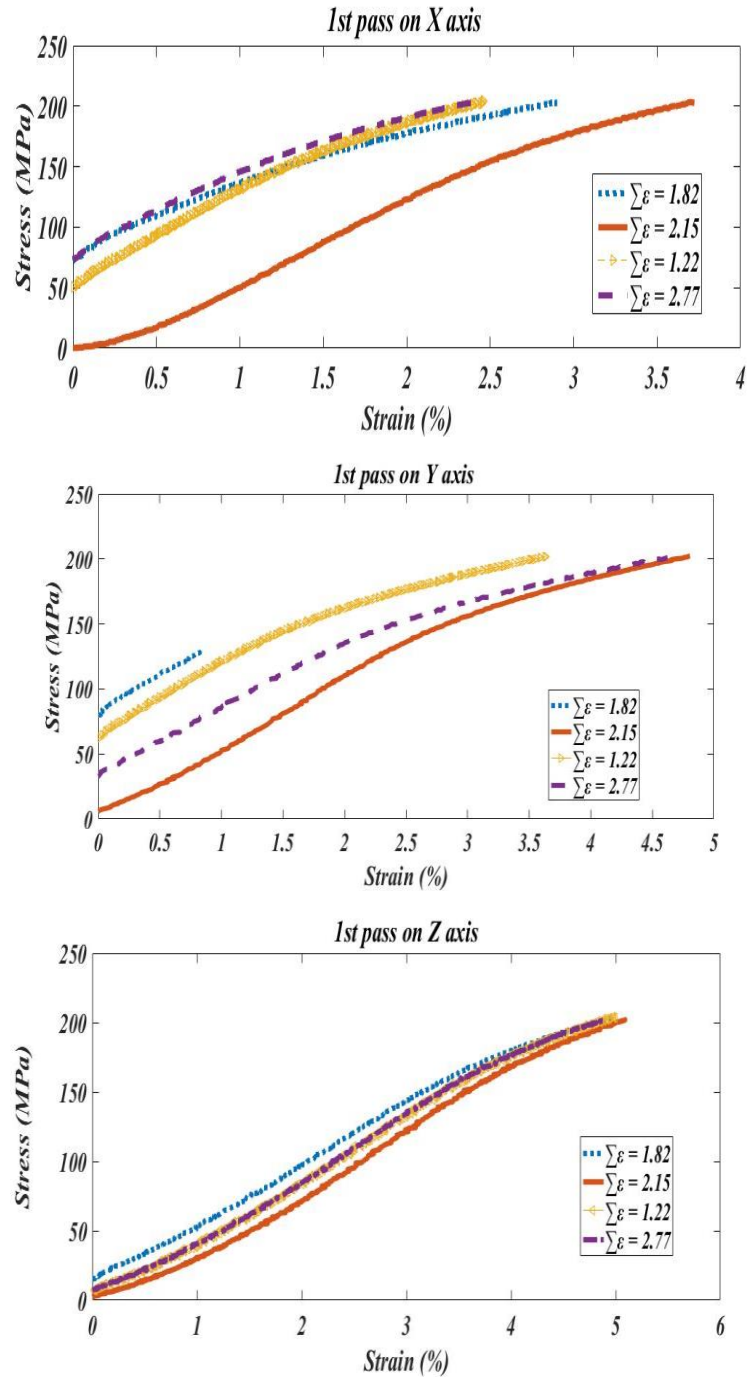 1st pass on X axis
250
200
150
100
50
0
Stress (MPa)
∑ε = 1.82
∑ε = 2.15
∑ε = 1.22
∑ε = 2.77
0 0.5 1 1.5 2 2.5 3 3.5 4
Strain (%)
1st pass on Y axis
250
200
150
100
50
0
Stress (MPa)
∑ε = 1.82
∑ε = 2.15
∑ε = 1.22
∑ε = 2.77
0 0.5 1 1.5 2 2.5 3 3.5 4 4.5 5
Strain (%)
1st pass on Z axis
250
200
150
100
50
0
Stress (MPa)
∑ε = 1.82
∑ε = 2.15
∑ε = 1.22
∑ε = 2.77
0 1 2 3 4 5 6
Strain (%)